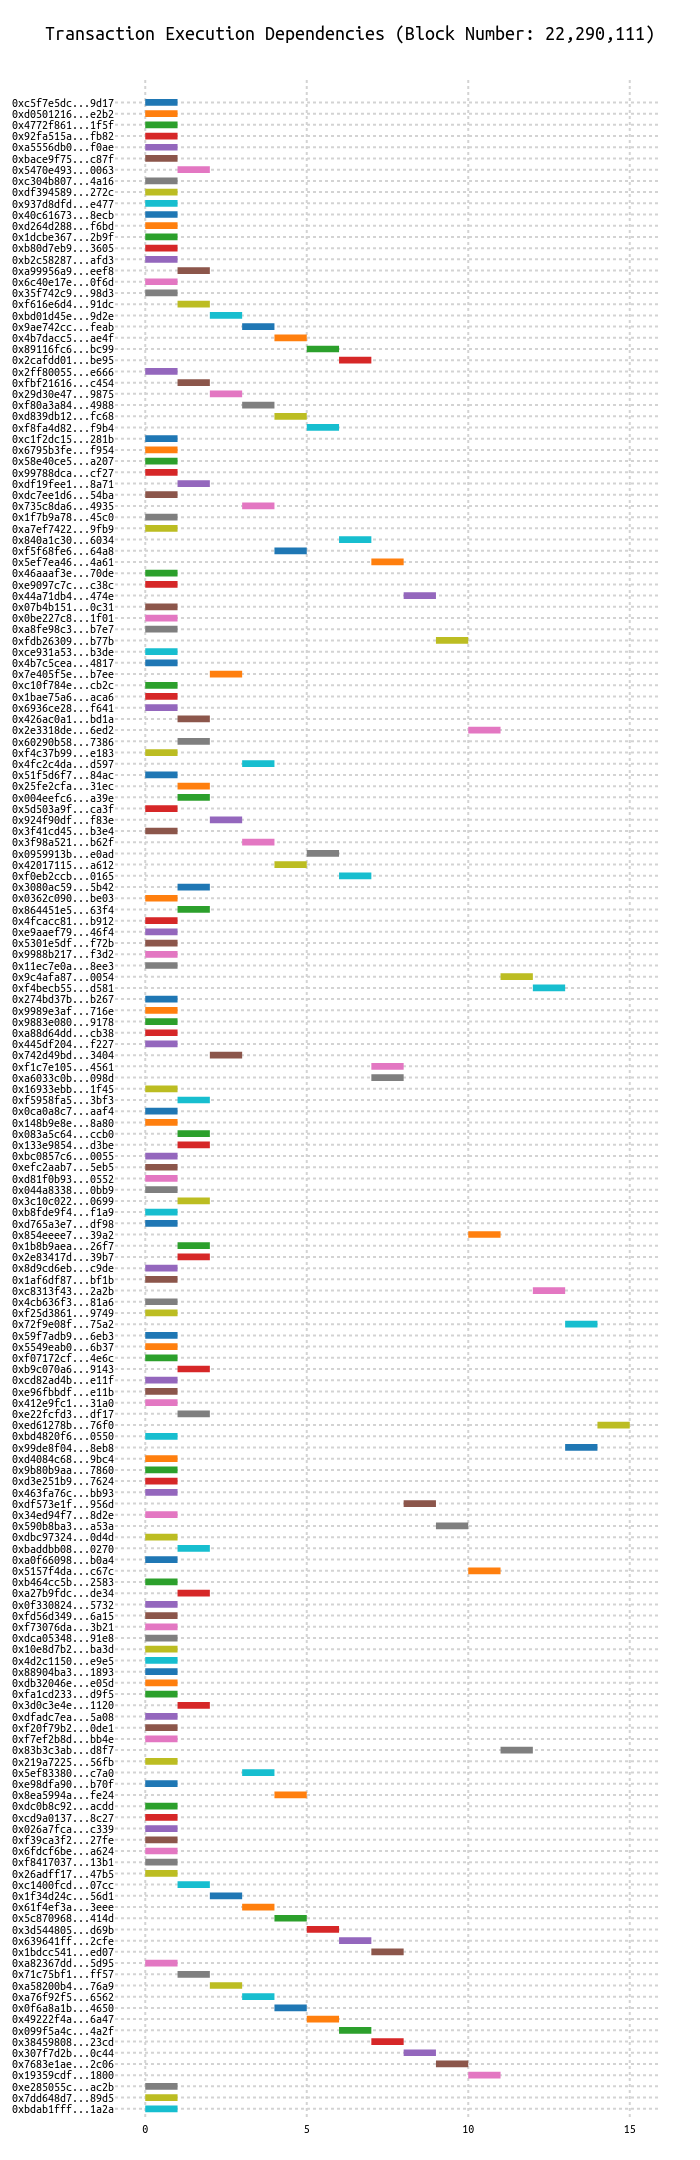 Transaction Execution Dependencies (Block Number: 22,290,111)
0xc5f7e5dc...9d17
0xd0501216...e2b2
0x4772f861...1f5f
0x92fa515a...fb82
0xa5556db0...f0ae
0xbace9f75...c87f
0x5470e493...0063
0xc304b807...4a16
0xdf394589...272c
0x937d8dfd...e477
0x40c61673...8ecb
0xd264d288...f6bd
0x1dcbe367...2b9f
0xb80d7eb9...3605
0xb2c58287...afd3
0xa99956a9...eef8
0x6c40e17e...0f6d
0x35f742c9...98d3
0xf616e6d4...91dc
0xbd01d45e...9d2e
0x9ae742cc...feab
0x4b7dacc5...ae4f
0x89116fc6...bc99
0x2cafdd01...be95
0x2ff80055...e666
0xfbf21616...c454
0x29d30e47...9875
0xf80a3a84...4988
0xd839db12...fc68
0xf8fa4d82...f9b4
0xc1f2dc15...281b
0x6795b3fe...f954
0x58e40ce5...a207
0x99788dca...cf27
0xdf19fee1...8a71
0xdc7ee1d6...54ba
0x735c8da6...4935
0x1f7b9a78...45c0
0xa7ef7422...9fb9
0x840a1c30...6034
0xf5f68fe6...64a8
0x5ef7ea46...4a61
0x46aaaf3e...70de
0xe9097c7c...c38c
0x44a71db4...474e
0x07b4b151...0c31
0x0be227c8...1f01
0xa8fe98c3...b7e7
0xfdb26309...b77b
0xce931a53...b3de
0x4b7c5cea...4817
0x7e405f5e...b7ee
0xc10f784e...cb2c
0x1bae75a6...aca6
0x6936ce28...f641
0x426ac0a1...bd1a
0x2e3318de...6ed2
0x60290b58...7386
0xf4c37b99...e183
0x4fc2c4da...d597
0x51f5d6f7...84ac
0x25fe2cfa...31ec
0x004eefc6...a39e
0x5d503a9f...ca3f
0x924f90df...f83e
0x3f41cd45...b3e4
0x3f98a521...b62f
0x0959913b...e0ad
0x42017115...a612
0xf0eb2ccb...0165
0x3080ac59...5b42
0x0362c090...be03
0x864451e5...63f4
0x4fcacc81...b912
0xe9aaef79...46f4
0x5301e5df...f72b
0x9988b217...f3d2
0x11ec7e0a...8ee3
0x9c4afa87...0054
0xf4becb55...d581
0x274bd37b...b267
0x9989e3af...716e
0x9883e080...9178
0xa88d64dd...cb38
0x445df204...f227
0x742d49bd...3404
0xf1c7e105...4561
0xa6033c0b...098d
0x16933ebb...1f45
0xf5958fa5...3bf3
0x0ca0a8c7...aaf4
0x148b9e8e...8a80
0x083a5c64...ccb0
0x133e9854...d3be
0xbc0857c6...0055
0xefc2aab7...5eb5
0xd81f0b93...0552
0x044a8338...0bb9
0x3c10c022...0699
0xb8fde9f4...f1a9
0xd765a3e7...df98
0x854eeee7...39a2
0x1b8b9aea...26f7
0x2e83417d...39b7
0x8d9cd6eb...c9de
0x1af6df87...bf1b
0xc8313f43...2a2b
0x4cb636f3...81a6
0xf25d3861...9749
0x72f9e08f...75a2
0x59f7adb9...6eb3
0x5549eab0...6b37
0xf07172cf...4e6c
0xb9c070a6...9143
0xcd82ad4b...e11f
0xe96fbbdf...e11b
0x412e9fc1...31a0
0xe22fcfd3...df17
0xed61278b...76f0
0xbd4820f6...0550
0x99de8f04...8eb8
0xd4084c68...9bc4
0x9b80b9aa...7860
0xd3e251b9...7624
0x463fa76c...bb93
0xdf573e1f...956d
0x34ed94f7...8d2e
0x590b8ba3...a53a
0xdbc97324...0d4d
0xbaddbb08...0270
0xa0f66098...b0a4
0x5157f4da...c67c
0xb464cc5b...2583
0xa27b9fdc...de34
0x0f330824...5732
0xfd56d349...6a15
0xf73076da...3b21
0xdca05348...91e8
0x10e8d7b2...ba3d
0x4d2c1150...e9e5
0x88904ba3...1893
0xdb32046e...e05d
0xfa1cd233...d9f5
0x3d0c3e4e...1120
0xdfadc7ea...5a08
0xf20f79b2...0de1
0xf7ef2b8d...bb4e
0x83b3c3ab...d8f7
0x219a7225...56fb
0x5ef83380...c7a0
0xe98dfa90...b70f
0x8ea5994a...fe24
0xdc0b8c92...acdd
0xcd9a0137...8c27
0x026a7fca...c339
0xf39ca3f2...27fe
0x6fdcf6be...a624
0xf8417037...13b1
0x26adff17...47b5
0xc1400fcd...07cc
0x1f34d24c...56d1
0x61f4ef3a...3eee
0x5c870968...414d
0x3d544805...d69b
0x639641ff...2cfe
0x1bdcc541...ed07
0xa82367dd...5d95
0x71c75bf1...ff57
0xa58200b4...76a9
0xa76f92f5...6562
0x0f6a8a1b...4650
0x49222f4a...6a47
0x099f5a4c...4a2f
0x38459808...23cd
0x307f7d2b...0c44
0x7683e1ae...2c06
0x19359cdf...1800
0xe285055c...ac2b
0x7dd648d7...89d5
0xbdab1fff...1a2a
0 5 10 15